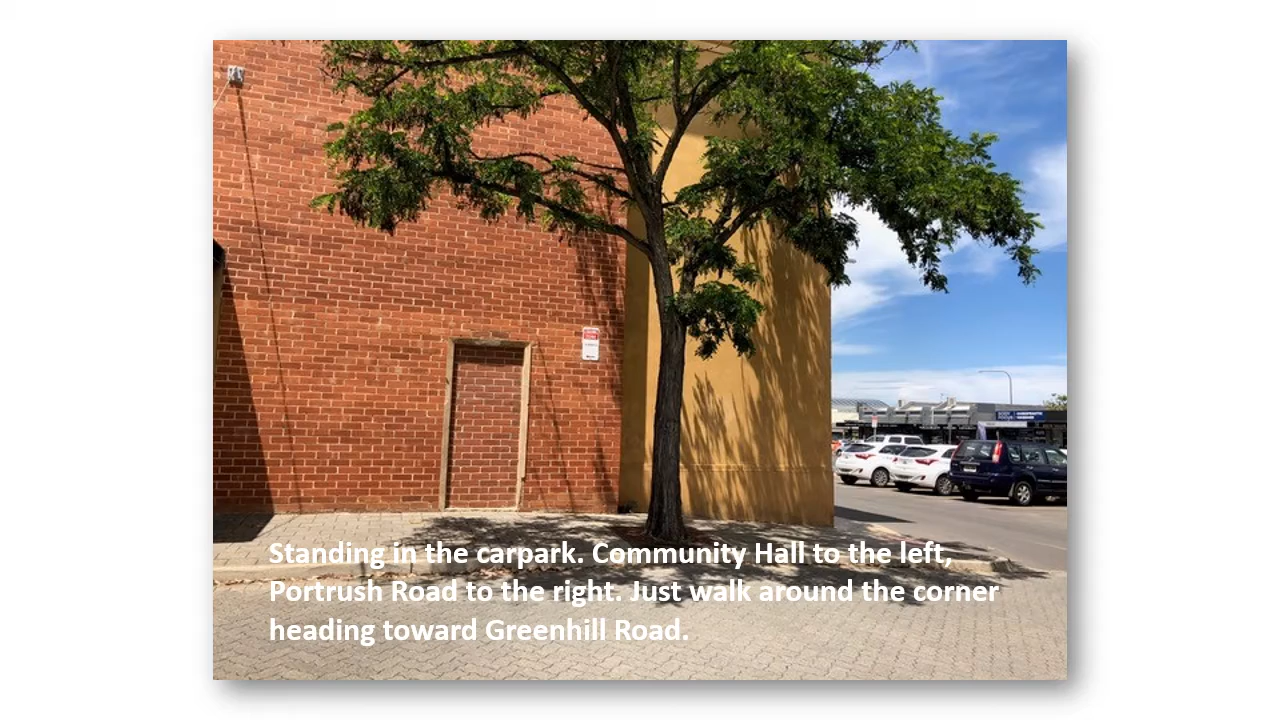 Standing in the carpark. Community Hall to the left,
Portrush Road to the right. Just walk around the corner
heading toward Greenhill Road.